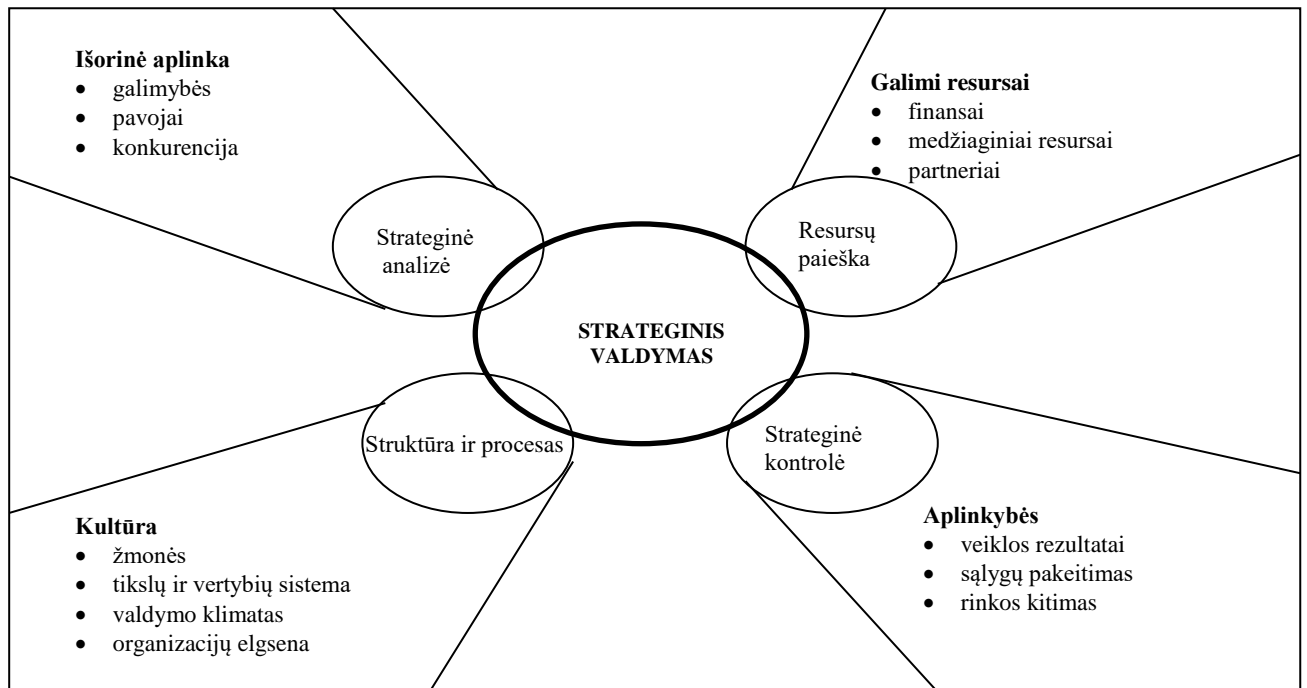 Išorinė aplinka
• galimybės
• pavojai
• konkurencija
Galimi resursai
• finansai
• medžiaginiai resursai
• partneriai
Strateginė
analizė
Resursų
paieška
STRATEGINIS
VALDYMAS
Struktūra ir procesas
Strateginė
kontrolė
Kultūra
• žmonės
• tikslų ir vertybių sistema
• valdymo klimatas
• organizacijų elgsena
Aplinkybės
• veiklos rezultatai
• sąlygų pakeitimas
• rinkos kitimas